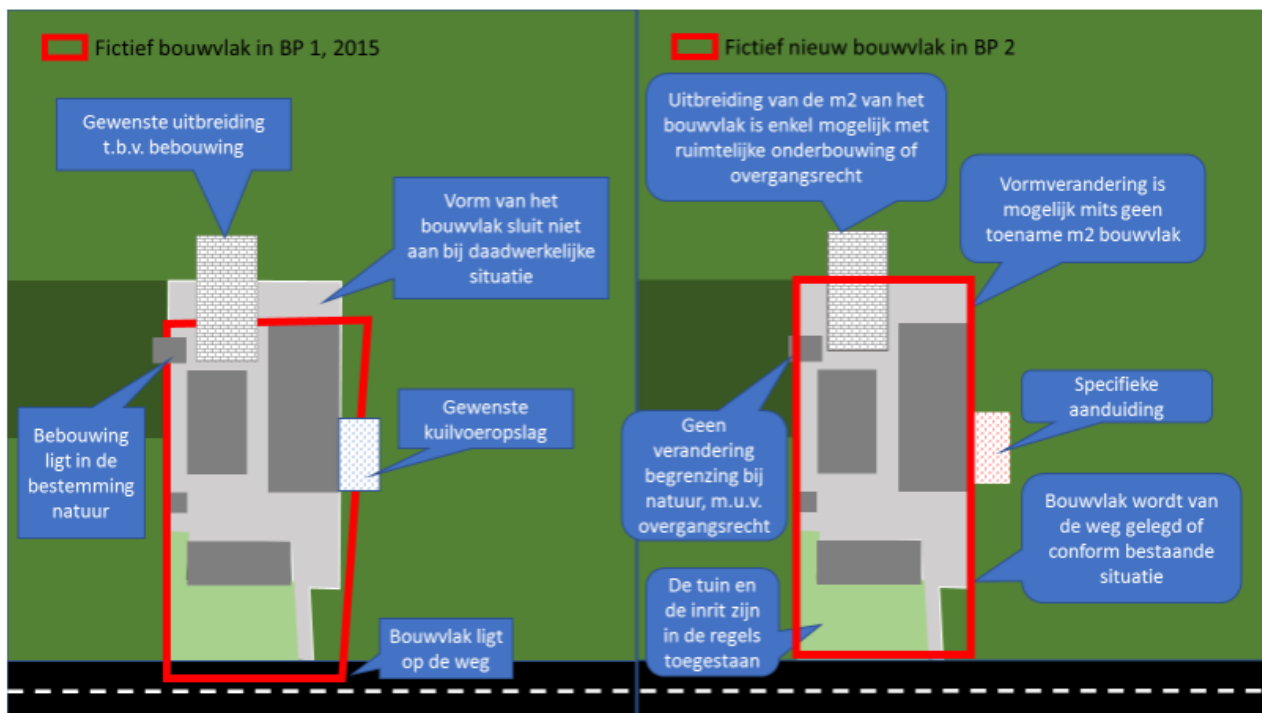 Fictief bouwvlak in BP 1, 2015
Gewenste uitbreiding
t.b.v. bebouwing
Vorm van het
bouwvlak sluit niet
aan bij daadwerkelijke
situatie
Gewenste
kuilvoeropslag
Bebouwing
ligt in de
bestemming
natuur
Bouwvlak ligt
op de weg
Fictief nieuw bouwvlak in BP 2
Uitbreiding van de m2 van het
bouwvlak is enkel mogelijk met
ruimtelijke onderbouwing of
overgangsrecht
Vormverandering is
mogelijk mits geen
toename m2 bouwvlak
Specifieke
aanduiding
Geen
verandering
begrenzing bij
natuur, m.u.v.
overgangsrecht
Bouwvlak wordt van
de weg gelegd of
conform bestaande
situatie
De tuin en
de inrit zijn
in de regels
toegestaan